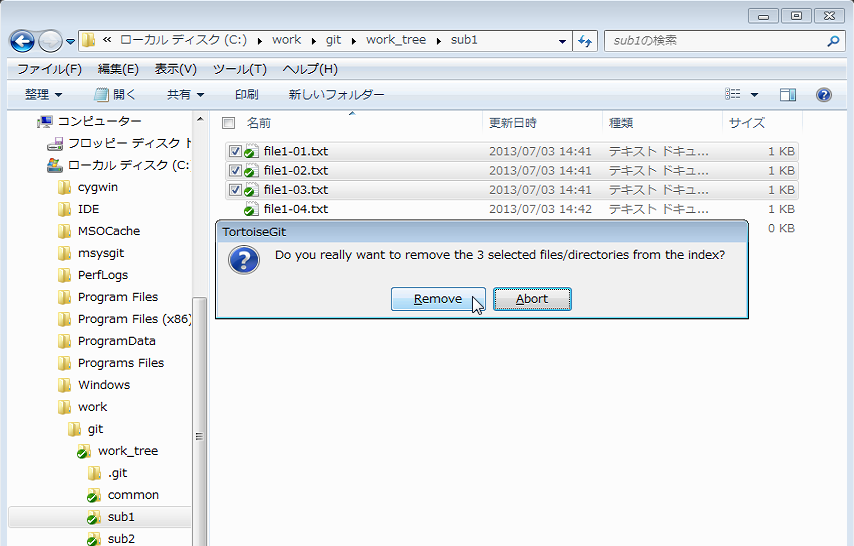 « ローカル ディスク (C:) ▸ work ▸ git ▸ work_tree ▸ sub1
sub1の検索
ファイル(F) 編集(E) 表示(V) ツール(T) ヘルプ(H)
整理 開く 共有 印刷 新しいフォルダー
コンピューター
フロッピー ディスク ト
ローカル ディスク (C:
cygwin
IDE
MSOCache
msysgit
PerfLogs
Program Files
Program Files (x86)
ProgramData
Programs Files
Windows
work
git
work_tree
.git
common
sub1
sub2
名前 更新日時 種類 サイズ
file1-01.txt 2013/07/03 14:41 テキスト ドキュ... 1 KB
file1-02.txt 2013/07/03 14:41 テキスト ドキュ... 1 KB
file1-03.txt 2013/07/03 14:41 テキスト ドキュ... 1 KB
file1-04.txt 2013/07/03 14:42 テキスト ドキュ... 1 KB
0 KB
TortoiseGit
Do you really want to remove the 3 selected files/directories from the index?
Remove Abort